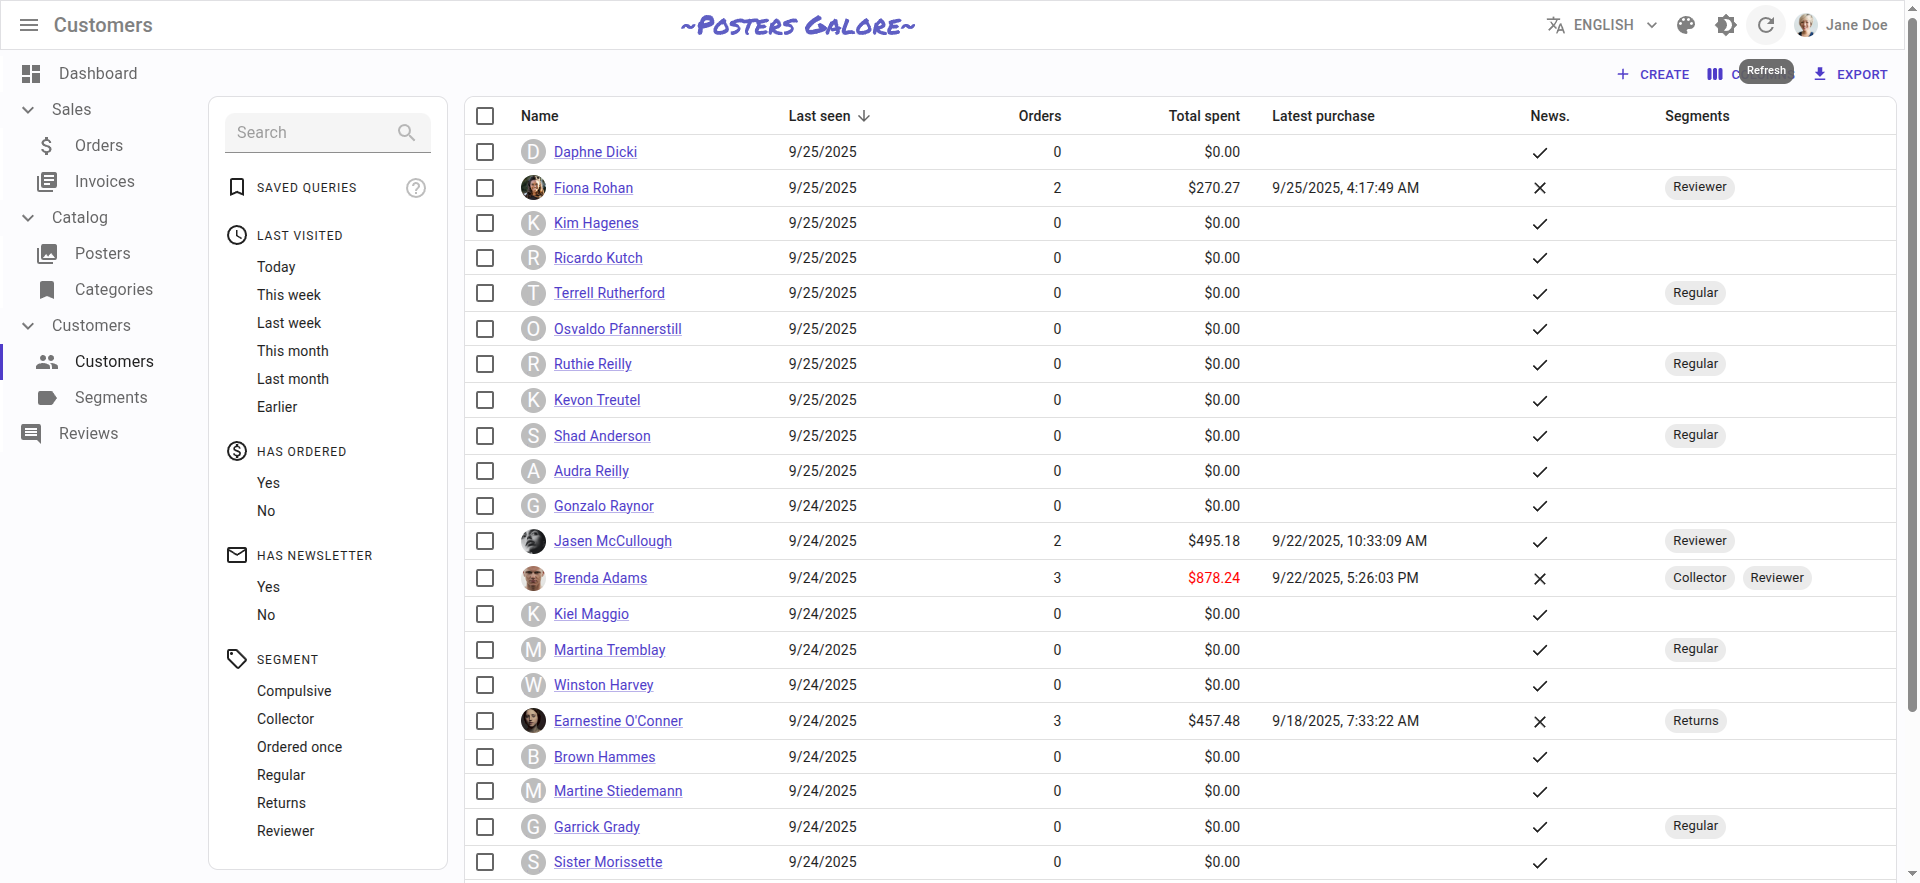 Customers
~Posters Galore~
ENGLISH
Jane Doe
Dashboard
Sales
Orders
Invoices
Catalog
Posters
Categories
Customers
Customers
Segments
Reviews
CREATE
Refresh
EXPORT
Search
SAVED QUERIES
?
LAST VISITED
Today
This week
Last week
This month
Last month
Earlier
HAS ORDERED
Yes
No
HAS NEWSLETTER
Yes
No
SEGMENT
Compulsive
Collector
Ordered once
Regular
Returns
Reviewer
Name Last seen Orders Total spent Latest purchase News. Segments
D Daphne Dicki 9/25/2025 0 $0.00
Fiona Rohan 9/25/2025 2 $270.27 9/25/2025, 4:17:49 AM Reviewer
K Kim Hagenes 9/25/2025 0 $0.00
R Ricardo Kutch 9/25/2025 0 $0.00
T Terrell Rutherford 9/25/2025 0 $0.00 Regular
O Osvaldo Pfannerstill 9/25/2025 0 $0.00
R Ruthie Reilly 9/25/2025 0 $0.00 Regular
K Kevon Treutel 9/25/2025 0 $0.00
S Shad Anderson 9/25/2025 0 $0.00 Regular
A Audra Reilly 9/25/2025 0 $0.00
G Gonzalo Raynor 9/24/2025 0 $0.00
Jasen McCullough 9/24/2025 2 $495.18 9/22/2025, 10:33:09 AM Reviewer
Brenda Adams 9/24/2025 3 $878.24 9/22/2025, 5:26:03 PM Collector Reviewer
K Kiel Maggio 9/24/2025 0 $0.00
M Martina Tremblay 9/24/2025 0 $0.00 Regular
W Winston Harvey 9/24/2025 0 $0.00
Earnestine O'Conner 9/24/2025 3 $457.48 9/18/2025, 7:33:22 AM Returns
B Brown Hammes 9/24/2025 0 $0.00
M Martine Stiedemann 9/24/2025 0 $0.00
G Garrick Grady 9/24/2025 0 $0.00 Regular
S Sister Morissette 9/24/2025 0 $0.00